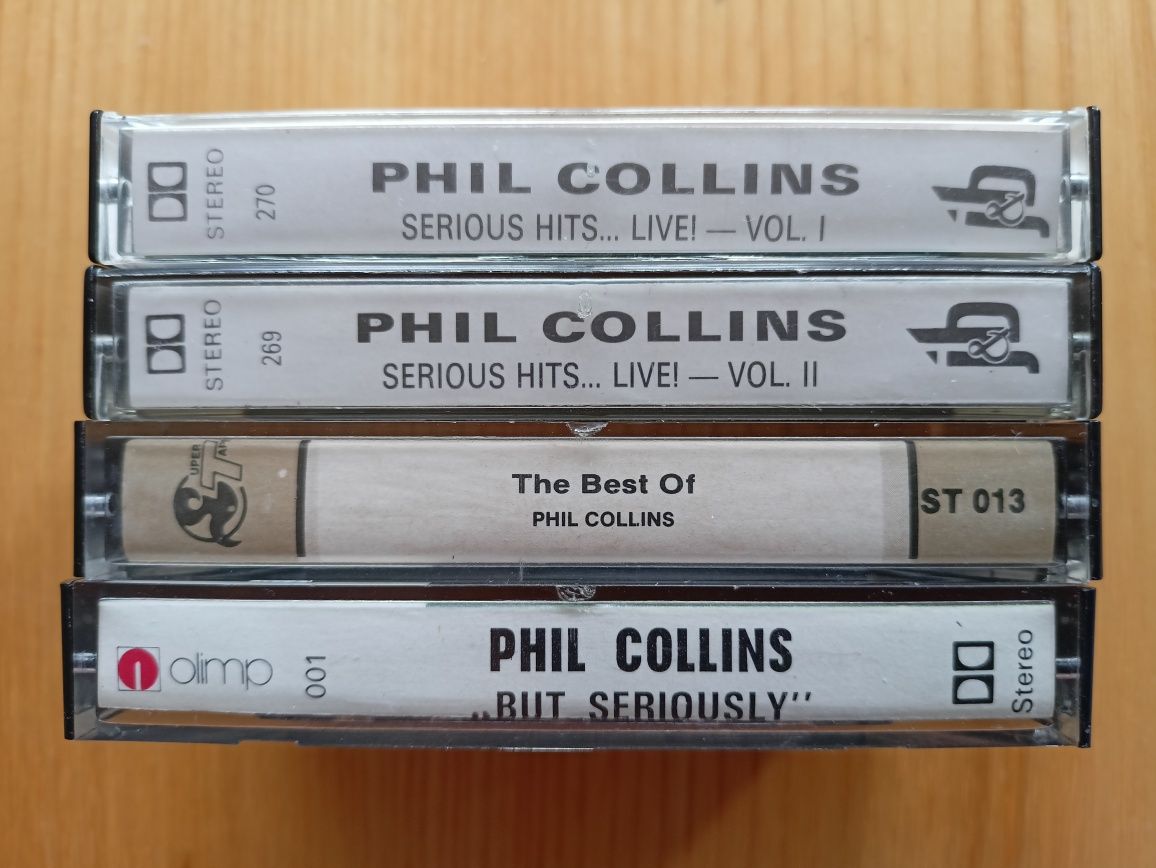 STEREO
270
PHIL COLLINS
SERIOUS HITS... LIVE! — VOL. I
j&b
STEREO
269
PHIL COLLINS
SERIOUS HITS... LIVE! — VOL. II
j&b
The Best Of
PHIL COLLINS
ST 013
olimp
001
PHIL COLLINS
„BUT SERIOUSLY”
Stereo